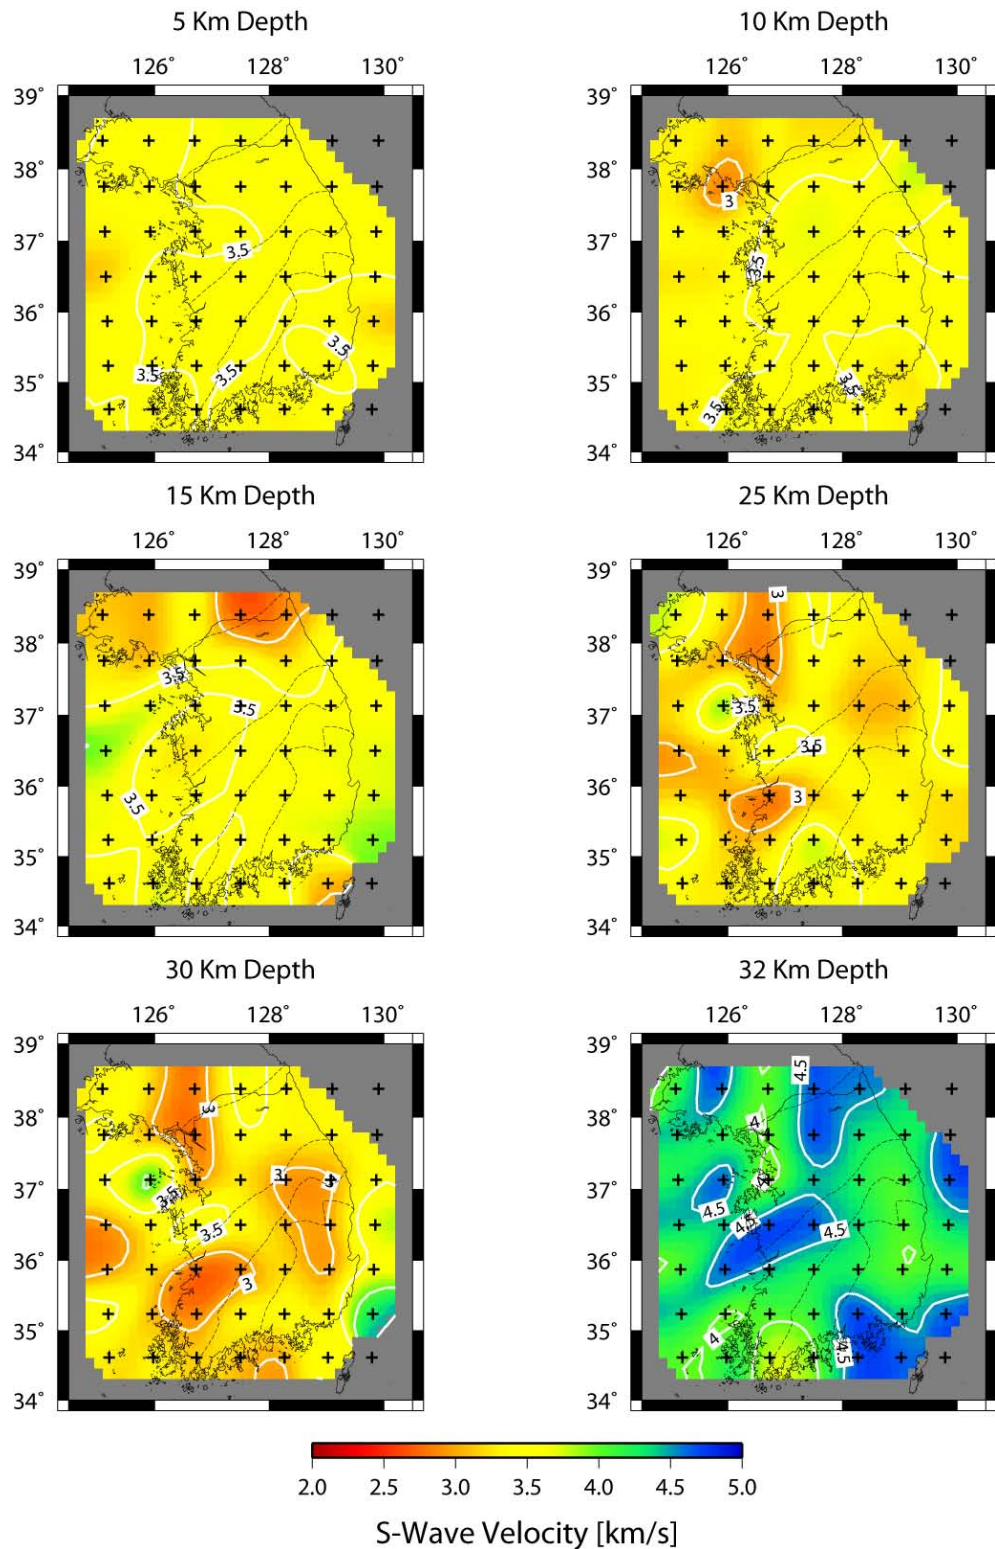 5 Km Depth 10 Km Depth
126° 128° 130° 126° 128° 130°
39° 39°
38° 38°
3
37° 3.5 37°
3.5
36° 36°
3.5
35° 3.5 3.5 35° 3.5
3.5
34° 34°
15 Km Depth 25 Km Depth
126° 128° 130° 126° 128° 130°
39° 39°
3
38° 38°
3.5
37° 3.5 37° 3.5
3.5
36° 3.5 36° 3
35° 35°
34° 34°
30 Km Depth 32 Km Depth
126° 128° 130° 126° 128° 130°
39° 39°
4.5
38° 3 38° 4
37° 3 3 37° 4
3.5 4.5
3.5 4.5 4.5
36° 3 36°
35° 35° 4 4.5
34° 34°
2.0 2.5 3.0 3.5 4.0 4.5 5.0
S-Wave Velocity [km/s]